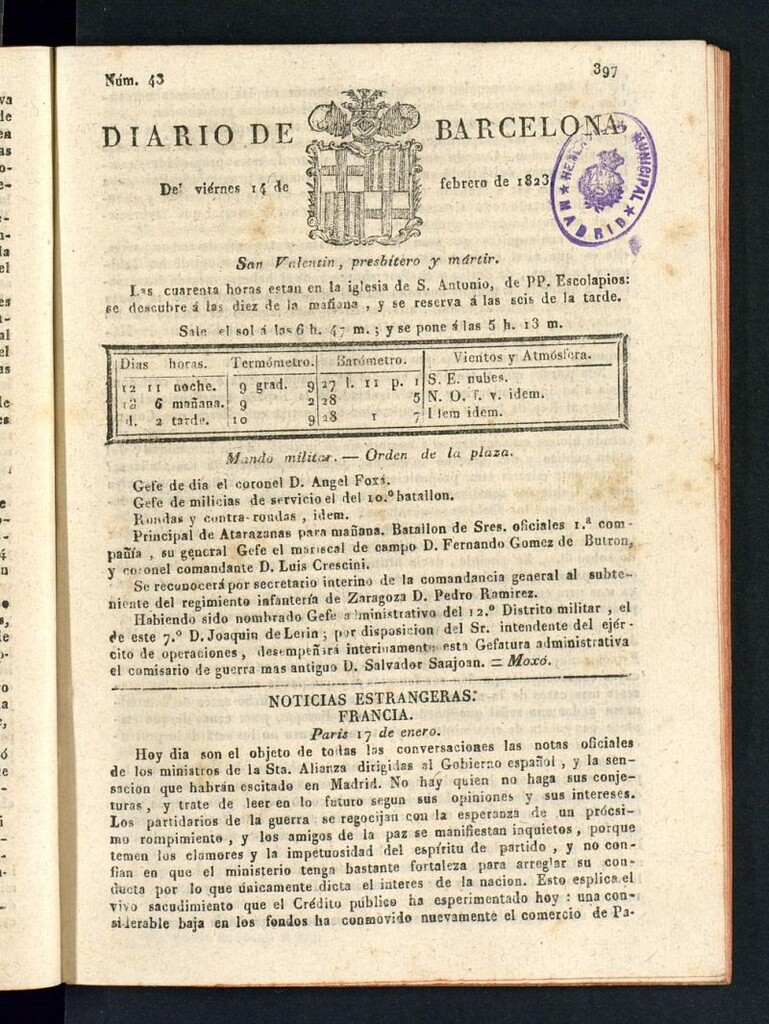 Núm. 43
397
DIARIO DE BARCELONA
HEMEROTECA MUNICIPAL
★ MADRID ★
Del viérnes 14 de febrero de 1823
San Valentin, presbítero y mártir.
Las cuarenta horas estan en la iglesia de S. Antonio, de PP. Escolapios:
se descubre á las diez de la mañana, y se reserva á las seis de la tarde.
Sale el sol á las 6 h. 47 m.; y se pone á las 5 h. 13 m.
Dias horas. Termómetro. Barómetro. Vientos y Atmósfera.
12 11 noche. 9 grad. 9 27 l. 11 p. 1 S. E. nubes.
13 6 mañana. 9 2 28 5 N. O. f. v. idem.
d. 2 tarde. 10 9 28 1 7 Idem idem.
Mando militar. — Orden de la plaza.
Gefe de dia el coronel D. Angel Foxá.
Gefe de milicias de servicio el del 10.º batallon.
Rondas y contra-rondas, idem.
Principal de Atarazanas para mañana. Batallon de Sres. oficiales 1.ª com-
pañía, su general Gefe el mariscal de campo D. Fernando Gomez de Butron,
y coronel comandante D. Luis Crescini.
Se reconocerá por secretario interino de la comandancia general al subte-
niente del regimiento infantería de Zaragoza D. Pedro Ramirez.
Habiendo sido nombrado Gefe administrativo del 12.º Distrito militar, el
de este 7.º D. Joaquin de Lerin; por disposicion del Sr. intendente del ejér-
cito de operaciones, desempeñará interinamente esta Gefatura administrativa
el comisario de guerra mas antiguo D. Salvador Sanjoan. = Moxó.
NOTICIAS ESTRANGERAS.
FRANCIA.
Paris 17 de enero.
Hoy dia son el objeto de todas las conversaciones las notas oficiales
de los ministros de la Sta. Alianza dirigidas al Gobierno español, y la sen-
sacion que habrán escitado en Madrid. No hay quien no haga sus conje-
turas, y trate de leer en lo futuro segun sus opiniones y sus intereses.
Los partidarios de la guerra se regocijan con la esperanza de un prócsi-
mo rompimiento, y los amigos de la paz se manifiestan inquietos, porque
temen los clamores y la impetuosidad del espíritu de partido, y no con-
fian en que el ministerio tenga bastante fortaleza para arreglar su con-
ducta por lo que únicamente dicta el interes de la nacion. Esto esplica el
vivo sacudimiento que el Crédito público ha esperimentado hoy: una con-
siderable baja en los fondos ha conmovido nuevamente el comercio de Pa-